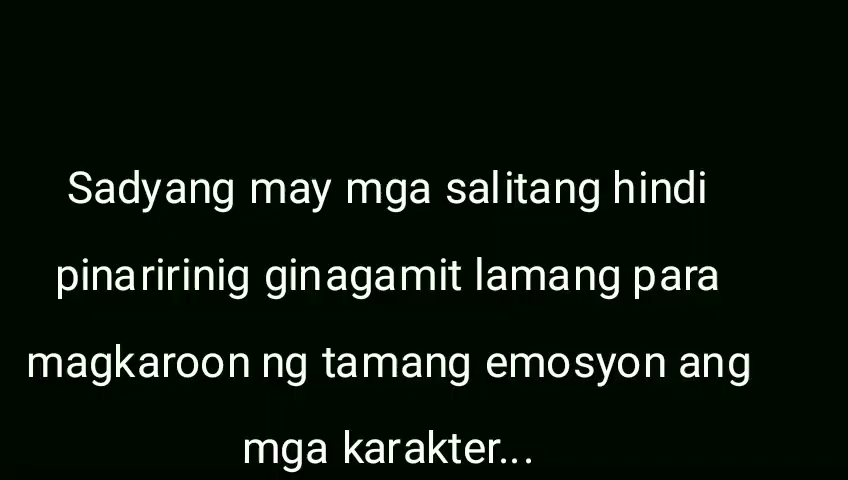 Sadyang may mga salitang hindi
pinaririnig ginagamit lamang para
magkaroon ng tamang emosyon ang
mga karakter...